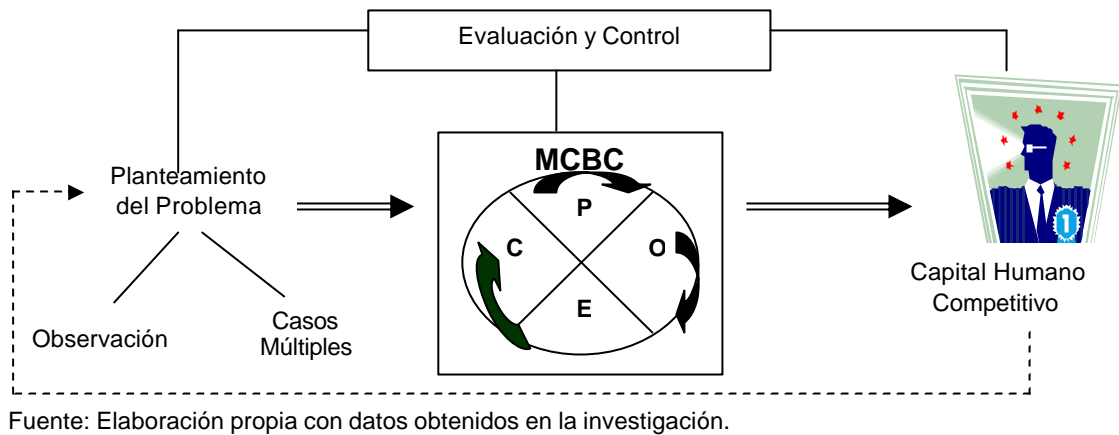 Evaluación y Control
Planteamiento
del Problema
Observación
Casos
Múltiples
MCBC
P
C
O
E
1
Capital Humano
Competitivo
Fuente: Elaboración propia con datos obtenidos en la investigación.